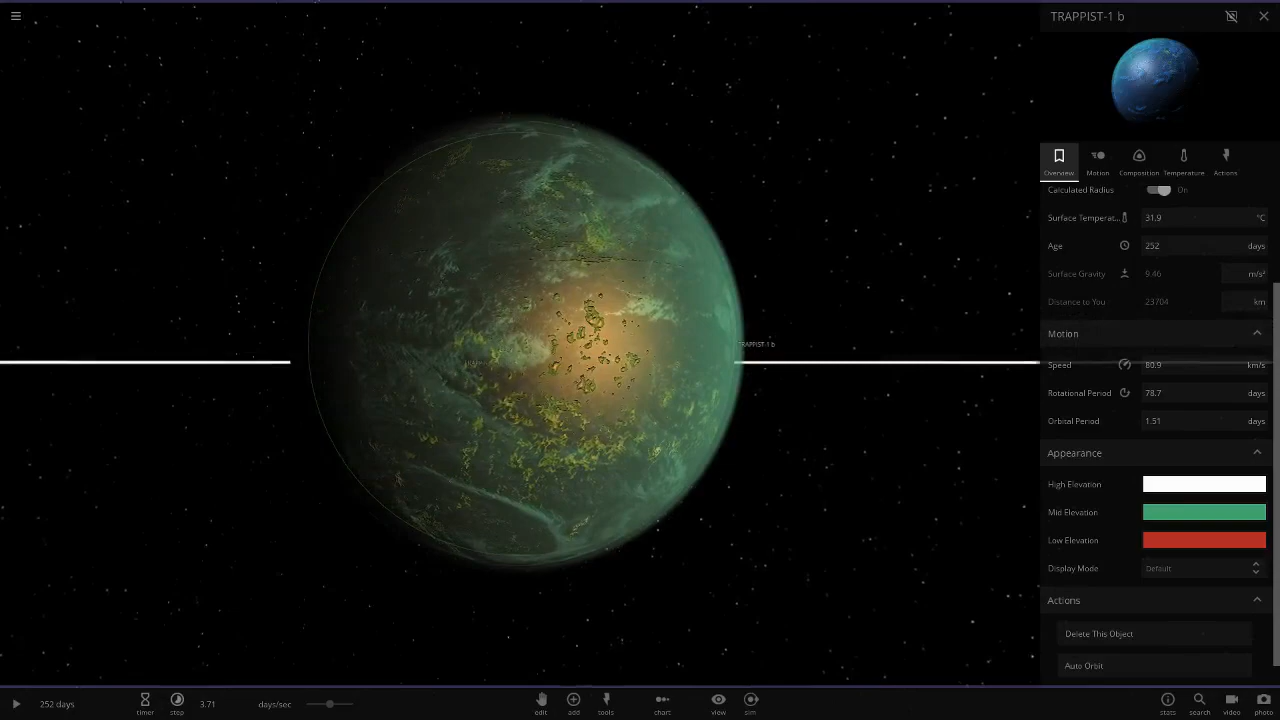 TRAPPIST-1 b
Overview Motion Composition Temperature Actions
Calculated Radius On
Surface Temperat... 31.9 °C
Age 252 days
Surface Gravity 9.46 m/s²
Distance to You 23704 km
Motion
TRAPPIST-1 b
Speed 80.9 km/s
Rotational Period 78.7 days
Orbital Period 1.51 days
Appearance
High Elevation
Mid Elevation
Low Elevation
Display Mode Default
Actions
Delete This Object
Auto Orbit
252 days timer step 3.71 days/sec edit add tools chart view sim stats search video photo